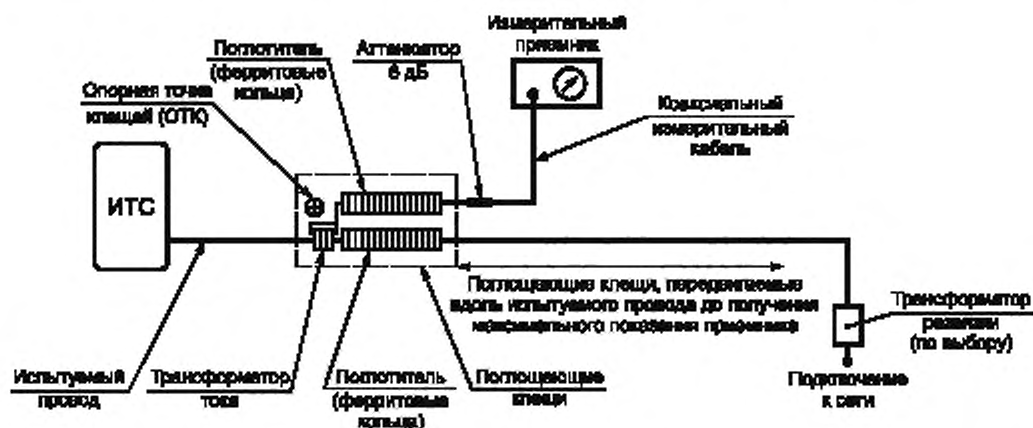 Измерительный
приемник
Поглотитель
(ферритовые
кольца)
Аттенюатор
6 дБ
Опорная точка
клещей (ОТК)
Коаксиальный
измерительный
кабель
ИТС
Поглощающие клещи, передвигаемые
вдоль испытуемого провода до получения
максимального показания приемника
Трансформатор
развязки
(по выбору)
Испытуемый
провод
Трансформатор
тока
Поглотитель
(ферритовые
кольца)
Поглощающие
клещи
Подключение
к сети